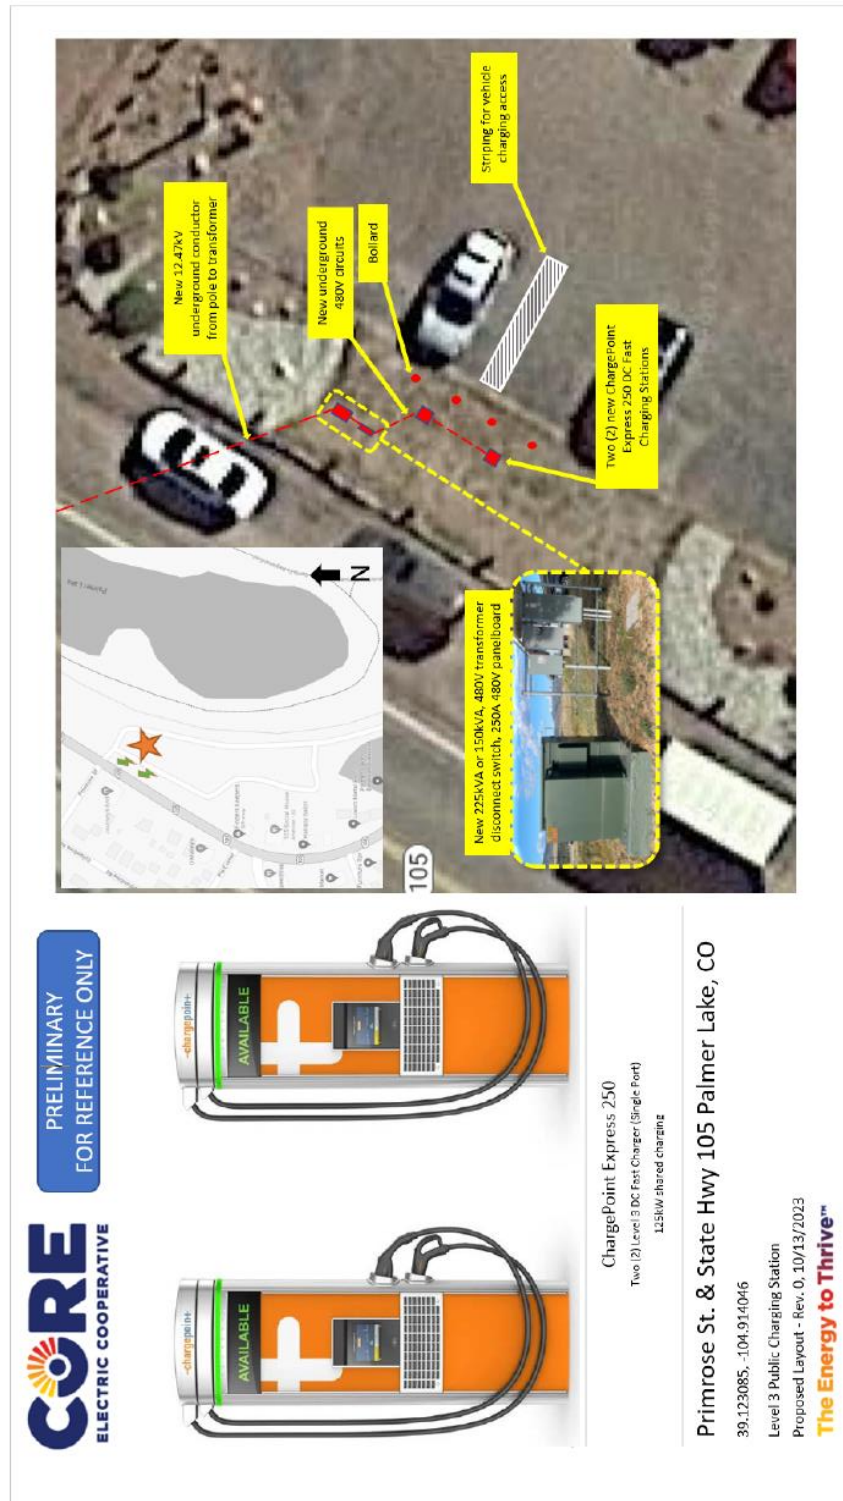 CORE
ELECTRIC COOPERATIVE
PRELIMINARY
FOR REFERENCE ONLY
-chargepoin+
AVAILABLE
-chargepoin+
AVAILABLE
ChargePoint Express 250
Two (2) Level 3 DC Fast Charger (Single Port)
125kW shared charging
Primrose St. & State Hwy 105 Palmer Lake, CO
39.123085, -104.914046
Level 3 Public Charging Station
Proposed Layout - Rev. 0, 10/13/2023
The Energy to Thrive™
N
105
New 12.47kV
underground conductor
from pole to transformer
New underground
480V circuits
Bollard
Striping for vehicle
charging access
Two (2) new ChargePoint
Express 250 DC Fast
Charging Stations
New 225kVA or 150kVA, 480V transformer
disconnect switch, 250A 480V panelboard